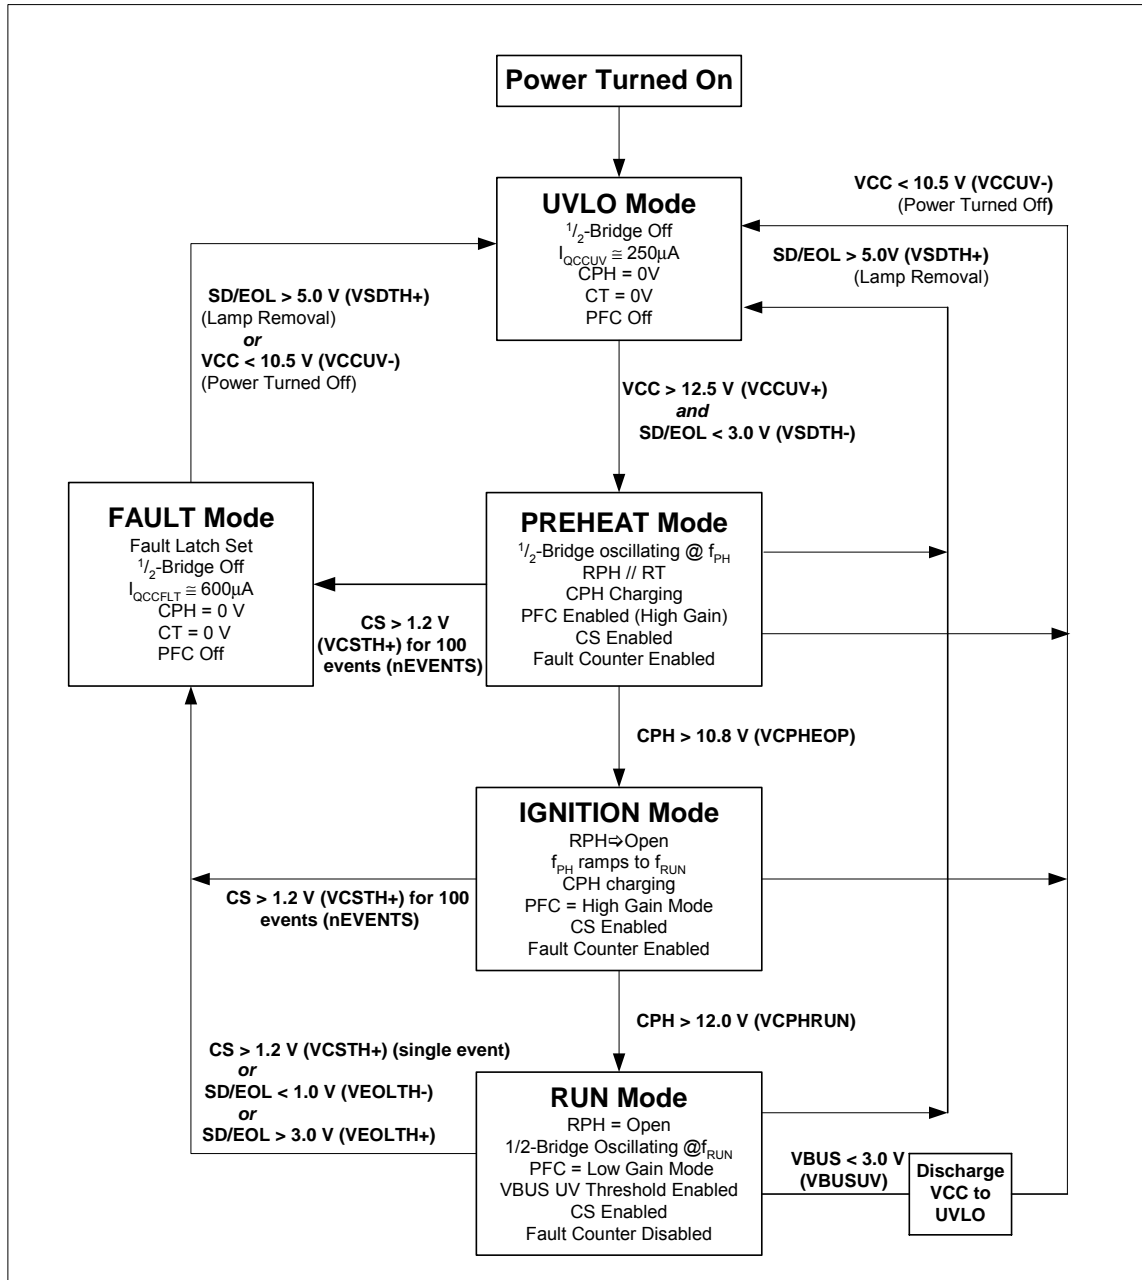 Power Turned On
UVLO Mode
1/2-Bridge Off
IQCCUV ≅ 250μA
CPH = 0V
CT = 0V
PFC Off
VCC < 10.5 V (VCCUV-)
(Power Turned Off)
SD/EOL > 5.0V (VSDTH+)
(Lamp Removal)
SD/EOL > 5.0 V (VSDTH+)
(Lamp Removal)
or
VCC < 10.5 V (VCCUV-)
(Power Turned Off)
VCC > 12.5 V (VCCUV+)
and
SD/EOL < 3.0 V (VSDTH-)
FAULT Mode
Fault Latch Set
1/2-Bridge Off
IQCCFLT ≅ 600μA
CPH = 0 V
CT = 0 V
PFC Off
CS > 1.2 V
(VCSTH+) for 100
events (nEVENTS)
PREHEAT Mode
1/2-Bridge oscillating @ fPH
RPH // RT
CPH Charging
PFC Enabled (High Gain)
CS Enabled
Fault Counter Enabled
CPH > 10.8 V (VCPHEOP)
IGNITION Mode
RPH⇨Open
fPH ramps to fRUN
CPH charging
PFC = High Gain Mode
CS Enabled
Fault Counter Enabled
CS > 1.2 V (VCSTH+) for 100
events (nEVENTS)
CPH > 12.0 V (VCPHRUN)
CS > 1.2 V (VCSTH+) (single event)
or
SD/EOL < 1.0 V (VEOLTH-)
or
SD/EOL > 3.0 V (VEOLTH+)
RUN Mode
RPH = Open
1/2-Bridge Oscillating @fRUN
PFC = Low Gain Mode
VBUS UV Threshold Enabled
CS Enabled
Fault Counter Disabled
VBUS < 3.0 V
(VBUSUV)
Discharge
VCC to
UVLO